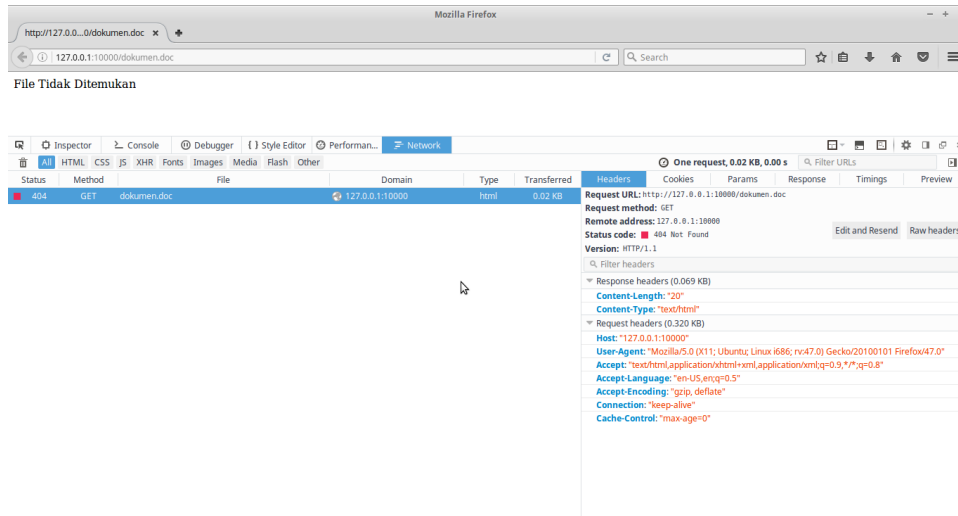 Mozilla Firefox
http://127.0.0...0/dokumen.doc
127.0.0.1:10000/dokumen.doc
Search
File Tidak Ditemukan
Inspector Console Debugger { } Style Editor Performan... Network
All HTML CSS JS XHR Fonts Images Media Flash Other
One request, 0.02 KB, 0.00 s
Filter URLs
Status Method File Domain Type Transferred
404 GET dokumen.doc 127.0.0.1:10000 html 0.02 KB
Headers Cookies Params Response Timings Preview
Request URL: http://127.0.0.1:10000/dokumen.doc
Request method: GET
Remote address: 127.0.0.1:10000
Status code: 404 Not Found
Edit and Resend Raw headers
Version: HTTP/1.1
Filter headers
Response headers (0.069 KB)
Content-Length: "20"
Content-Type: "text/html"
Request headers (0.320 KB)
Host: "127.0.0.1:10000"
User-Agent: "Mozilla/5.0 (X11; Ubuntu; Linux i686; rv:47.0) Gecko/20100101 Firefox/47.0"
Accept: "text/html,application/xhtml+xml,application/xml;q=0.9,*/*;q=0.8"
Accept-Language: "en-US,en;q=0.5"
Accept-Encoding: "gzip, deflate"
Connection: "keep-alive"
Cache-Control: "max-age=0"